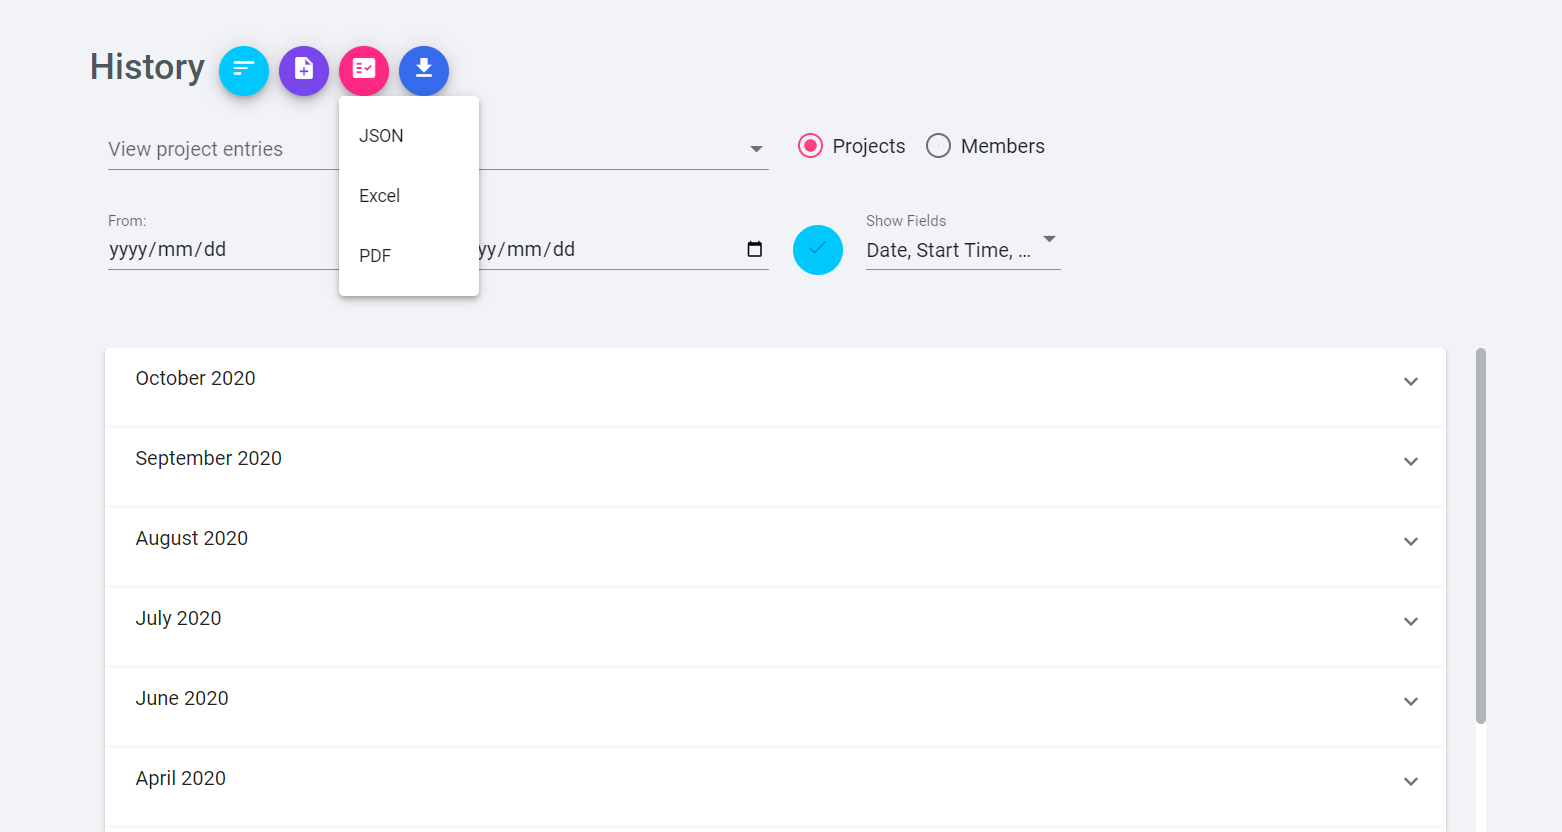 History
JSON
Excel
PDF
View project entries
Projects
Members
From:
yyyy/mm/dd
yy/mm/dd
Show Fields
Date, Start Time, ...
October 2020
September 2020
August 2020
July 2020
June 2020
April 2020